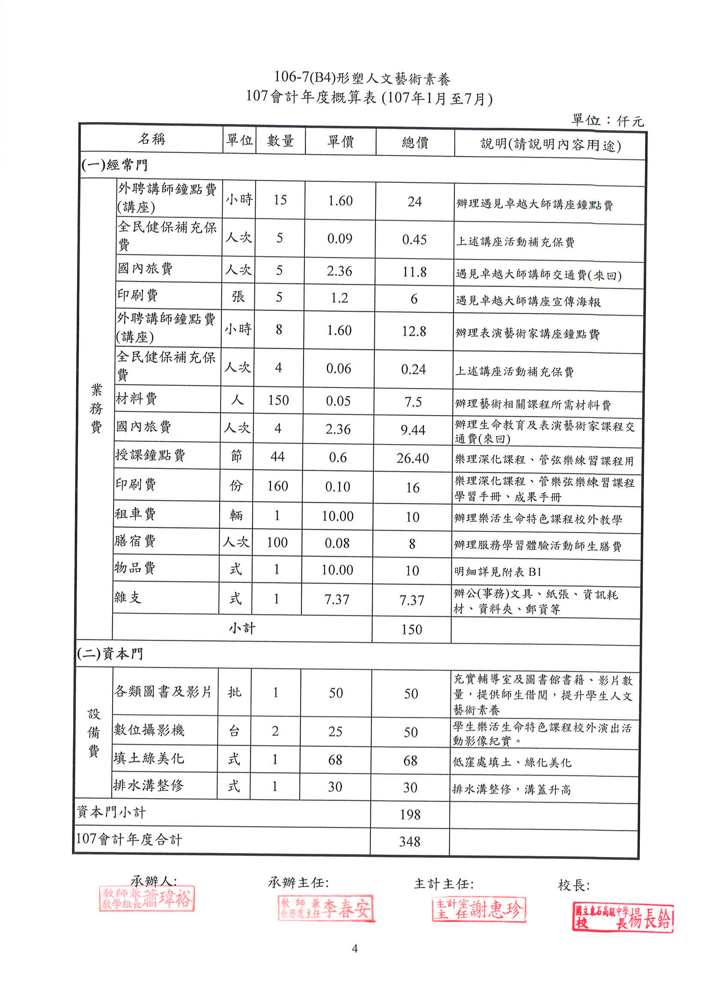 106-7(B4)形塑人文藝術素養
107會計年度概算表 (107年1月至7月)
單位：仟元
名稱 單位 數量 單價 總價 說明(請說明內容用途)
(一)經常門
業務費
外聘講師鐘點費
(講座) 小時 15 1.60 24 辦理遇見卓越大師講座鐘點費
全民健保補充保
費 人次 5 0.09 0.45 上述講座活動補充保費
國內旅費 人次 5 2.36 11.8 遇見卓越大師講師交通費(來回)
印刷費 張 5 1.2 6 遇見卓越大師講座宣傳海報
外聘講師鐘點費
(講座) 小時 8 1.60 12.8 辦理表演藝術家講座鐘點費
全民健保補充保
費 人次 4 0.06 0.24 上述講座活動補充保費
材料費 人 150 0.05 7.5 辦理藝術相關課程所需材料費
國內旅費 人次 4 2.36 9.44 辦理生命教育及表演藝術家課程交
通費(來回)
授課鐘點費 節 44 0.6 26.40 樂理深化課程、管弦樂練習課程用
印刷費 份 160 0.10 16 樂理深化課程、管樂弦樂練習課程
學習手冊、成果手冊
租車費 輛 1 10.00 10 辦理樂活生命特色課程校外教學
膳宿費 人次 100 0.08 8 辦理服務學習體驗活動師生膳費
物品費 式 1 10.00 10 明細詳見附表 B1
雜支 式 1 7.37 7.37 辦公(事務)文具、紙張、資訊耗
材、資料夾、郵資等
小計 150
(二)資本門
設備費
各類圖書及影片 批 1 50 50 充實輔導室及圖書館書籍、影片數
量，提供師生借閱，提升學生人文
藝術素養
數位攝影機 台 2 25 50 學生樂活生命特色課程校外演出活
動影像紀實。
填土綠美化 式 1 68 68 低窪處填土、綠化美化
排水溝整修 式 1 30 30 排水溝整修，溝蓋升高
資本門小計 198
107會計年度合計 348
承辦人: 承辦主任: 主計主任: 校長:
教師兼
教學組長 蕭瑋裕
教師兼
教務處主任 李春安
主計室
主任 謝惠珍
國立東石高級中學
校長 楊長鈶
4